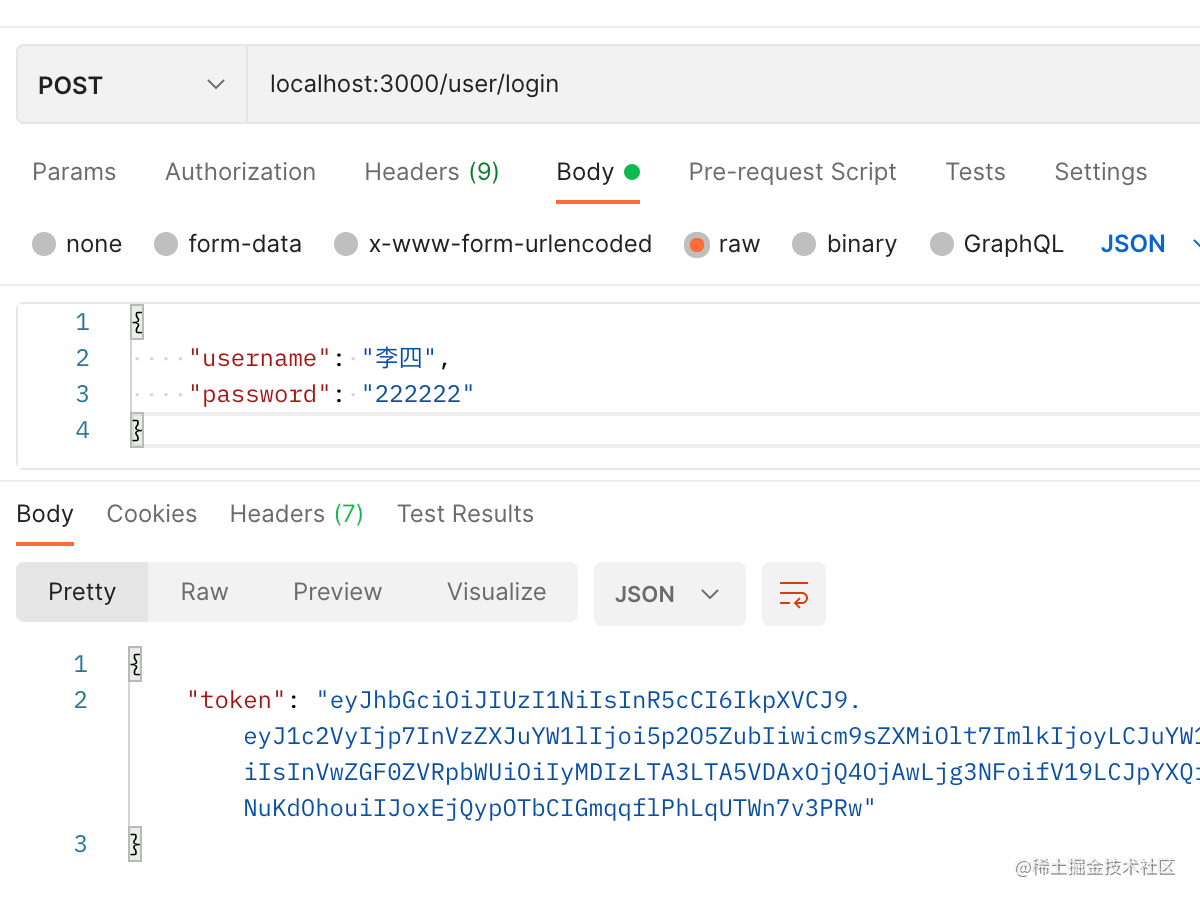 POST localhost:3000/user/login
Params Authorization Headers (9) Body Pre-request Script Tests Settings
none form-data x-www-form-urlencoded raw binary GraphQL JSON
1 {
2 "username": "李四",
3 "password": "222222"
4 }
Body Cookies Headers (7) Test Results
Pretty Raw Preview Visualize JSON
1 {
2 "token": "eyJhbGciOiJIUzI1NiIsInR5cCI6IkpXVCJ9.
eyJ1c2VyIjp7InVzZXJuYW1lIjoi5p2O5ZubIiwicm9sZXMiOlt7ImlkIjoyLCJuYW1
iIsInVwZGF0ZVRpbWUiOiIyMDIzLTA3LTA5VDAxOjQ4OjAwLjg3NFoifV19LCJpYXQi
NuKdOhouiIJoxEjQypOTbCIGmqqflPhLqUTWn7v3PRw"
3 }
@稀土掘金技术社区